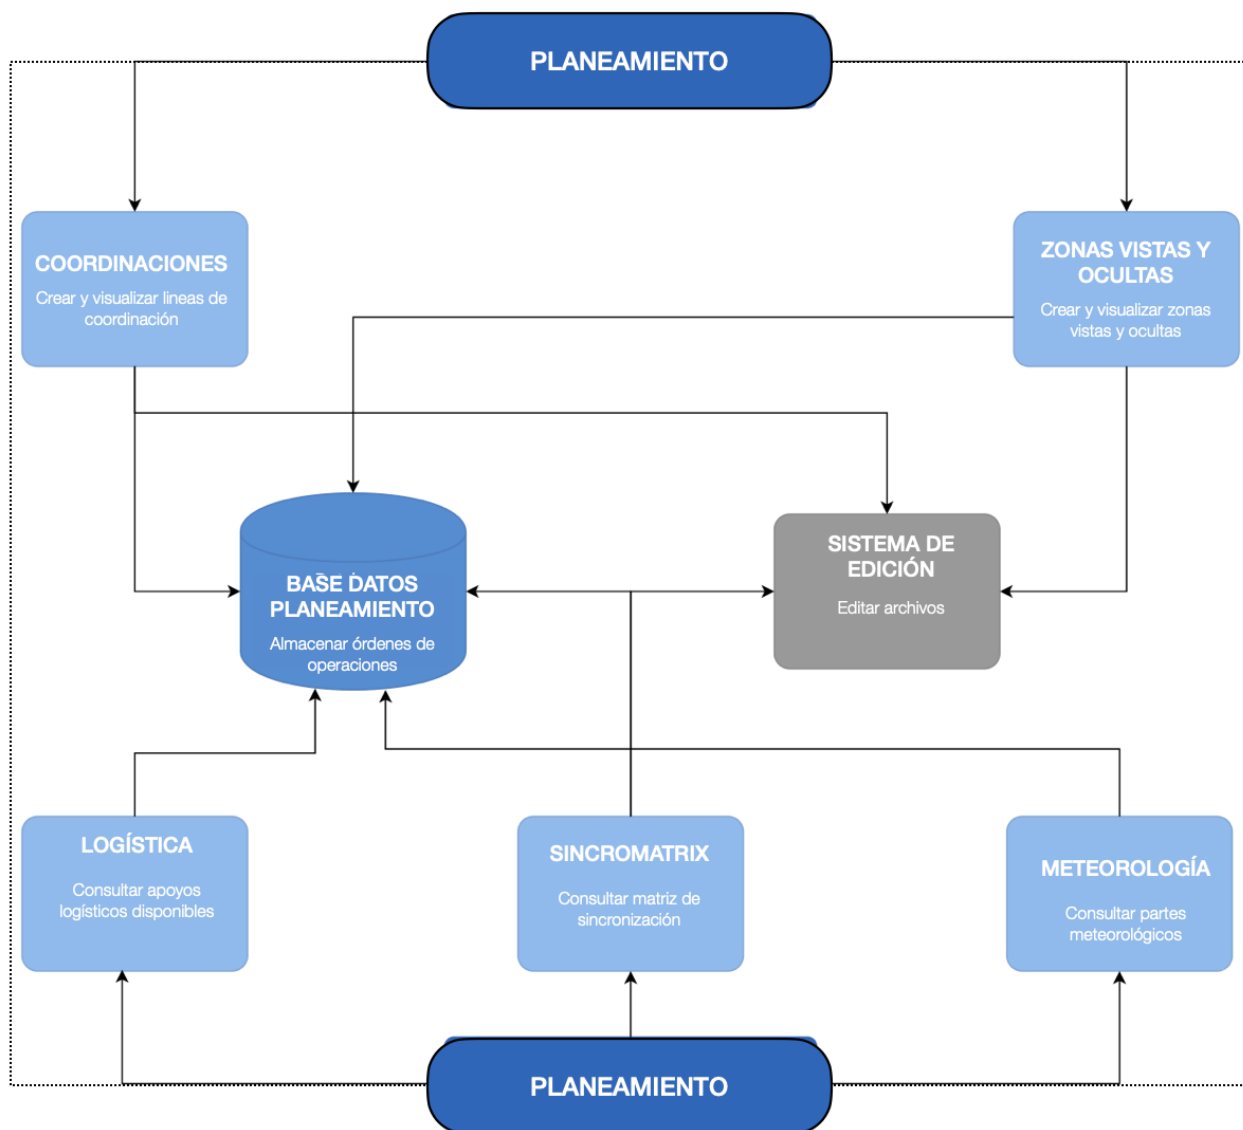 PLANEAMIENTO
COORDINACIONES
Crear y visualizar lineas de
coordinación
ZONAS VISTAS Y
OCULTAS
Crear y visualizar zonas
vistas y ocultas
BASE DATOS
PLANEAMIENTO
Almacenar órdenes de
operaciones
SISTEMA DE
EDICIÓN
Editar archivos
LOGÍSTICA
Consultar apoyos
logísticos disponibles
SINCROMATRIX
Consultar matriz de
sincronización
METEOROLOGÍA
Consultar partes
meteorológicos
PLANEAMIENTO